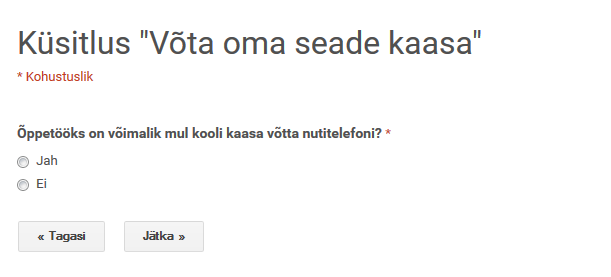 Küsitlus "Võta oma seade kaasa"
* Kohustuslik
Õppetööks on võimalik mul kooli kaasa võtta nutitelefoni? *
Jah
Ei
« Tagasi
Jätka »